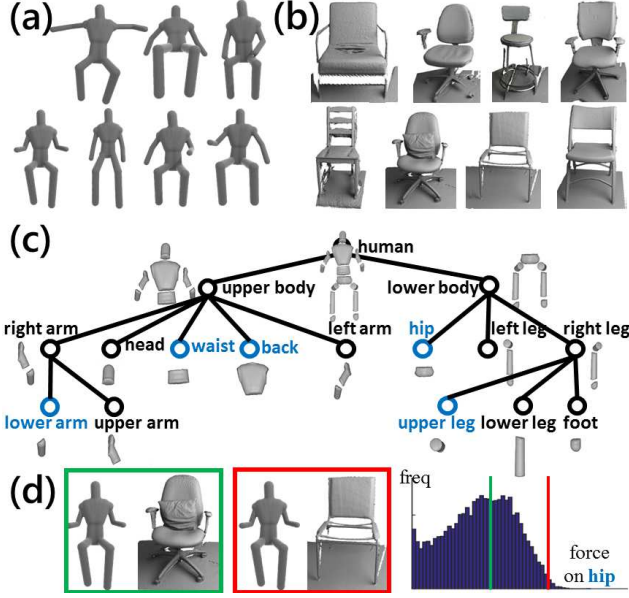 (a)
(b)
(c)
human
upper body
lower body
right arm
head
waist
back
left arm
hip
left leg
right leg
lower arm
upper arm
upper leg
lower leg
foot
(d)
freq
force
on hip